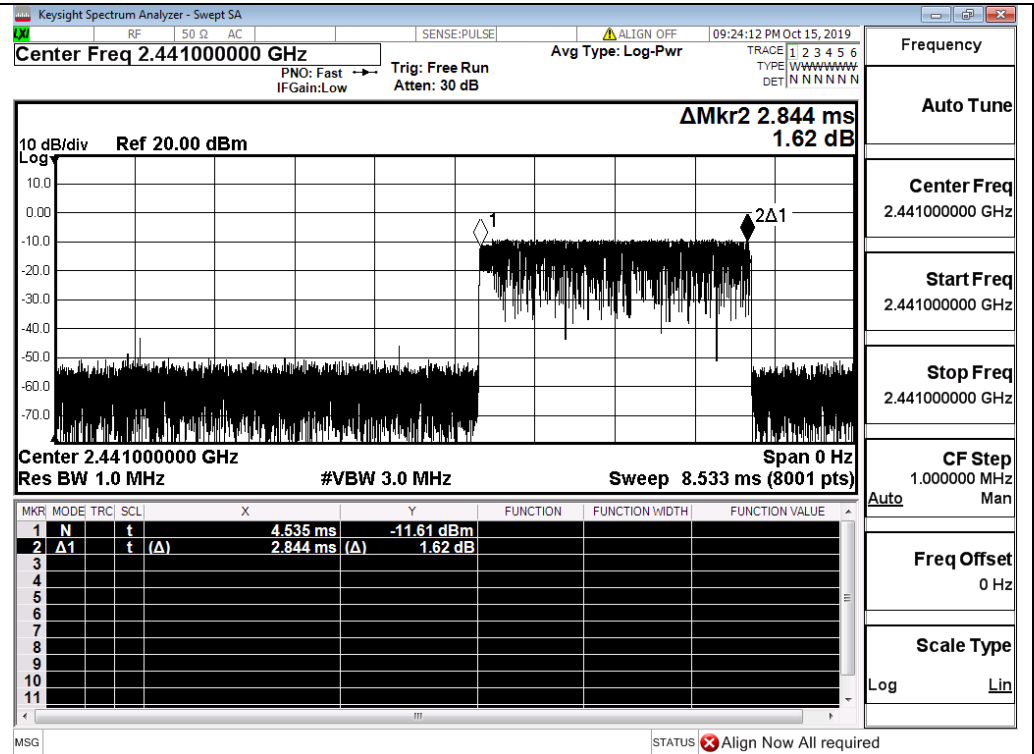 Keysight Spectrum Analyzer - Swept SA
LXI RF 50 Ω AC SENSE:PULSE ALIGN OFF 09:24:12 PM Oct 15, 2019
Center Freq 2.441000000 GHz Avg Type: Log-Pwr TRACE 1 2 3 4 5 6
PNO: Fast Trig: Free Run TYPE WWWWWW
IFGain:Low Atten: 30 dB DET N N N N N N
ΔMkr2 2.844 ms
1.62 dB
10 dB/div Ref 20.00 dBm
Log
10.0
0.00
-10.0
-20.0
-30.0
-40.0
-50.0
-60.0
-70.0
1
2Δ1
Center 2.441000000 GHz Span 0 Hz
Res BW 1.0 MHz #VBW 3.0 MHz Sweep 8.533 ms (8001 pts)
MKR MODE TRC SCL X Y FUNCTION FUNCTION WIDTH FUNCTION VALUE
1 N t 4.535 ms -11.61 dBm
2 Δ1 t (Δ) 2.844 ms (Δ) 1.62 dB
3
4
5
6
7
8
9
10
11
MSG STATUS Align Now All required
Frequency
Auto Tune
Center Freq
2.441000000 GHz
Start Freq
2.441000000 GHz
Stop Freq
2.441000000 GHz
CF Step
1.000000 MHz
Auto Man
Freq Offset
0 Hz
Scale Type
Log Lin